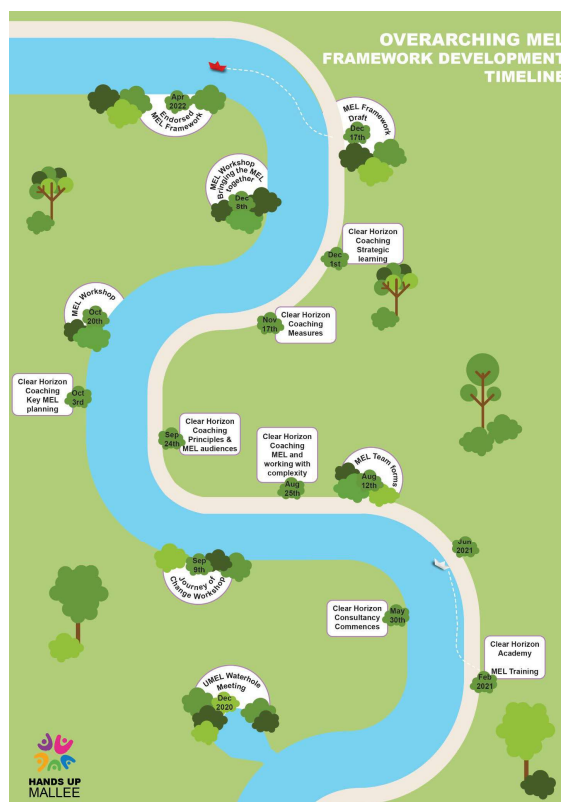 OVERARCHING MEL
FRAMEWORK DEVELOPMENT
TIMELINE
Apr
2022
Endorsed
MEL Framework
MEL Framework
Draft
Dec
17th
MEL Workshop
Bringing the MEL
together
Dec
8th
Clear Horizon
Coaching
Strategic
learning
Dec
1st
MEL Workshop
Oct
20th
Nov
17th
Clear Horizon
Coaching
Measures
Clear Horizon
Coaching
Key MEL
planning
Oct
3rd
Sep
24th
Clear Horizon
Coaching
Principles &
MEL audiences
Clear Horizon
Coaching
MEL and
working with
complexity
Aug
25th
MEL Team forms
Aug
12th
Sep
9th
Journey of
Change Workshop
Jun
2021
Clear Horizon
Consultancy
Commences
May
30th
Clear Horizon
Academy
MEL Training
Feb
2021
UMEL Waterhole
Meeting
Dec
2020
HANDS UP
MALLEE